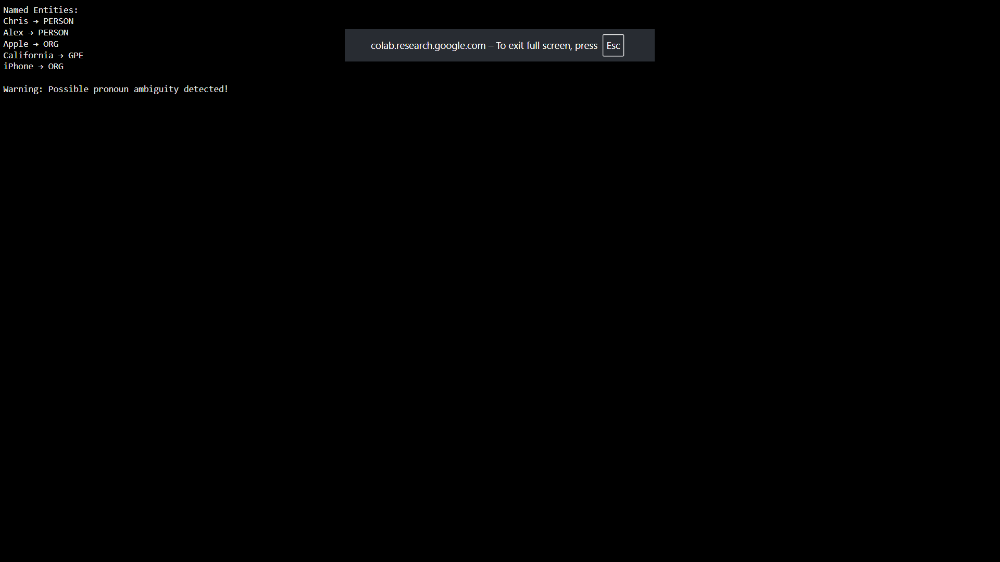 Named Entities:
Chris → PERSON
Alex → PERSON
Apple → ORG
California → GPE
iPhone → ORG
Warning: Possible pronoun ambiguity detected!
colab.research.google.com – To exit full screen, press Esc